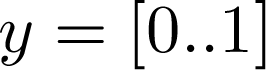 y = [0..1]